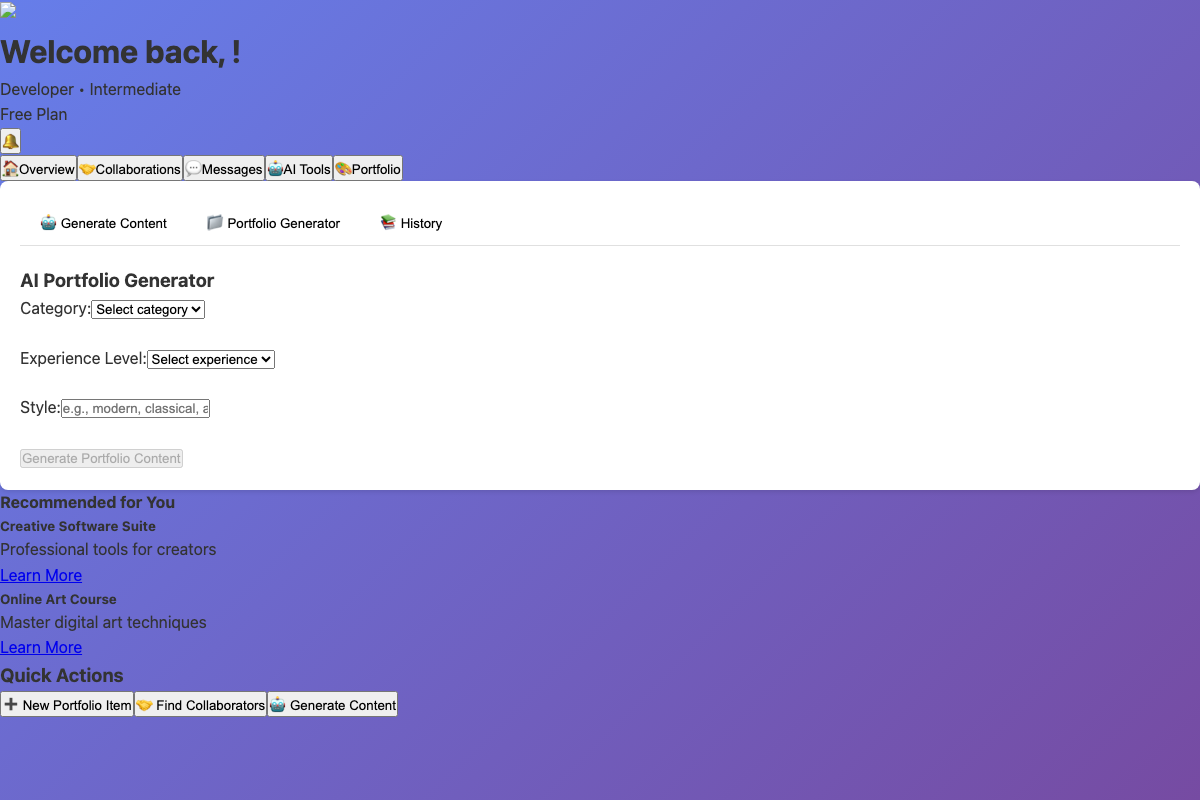 Welcome back, !
Developer • Intermediate
Free Plan
Overview Collaborations Messages AI Tools Portfolio
Generate Content Portfolio Generator History
AI Portfolio Generator
Category: Select category
Experience Level: Select experience
Style: e.g., modern, classical, a
Generate Portfolio Content
Recommended for You
Creative Software Suite
Professional tools for creators
Learn More
Online Art Course
Master digital art techniques
Learn More
Quick Actions
New Portfolio Item Find Collaborators Generate Content